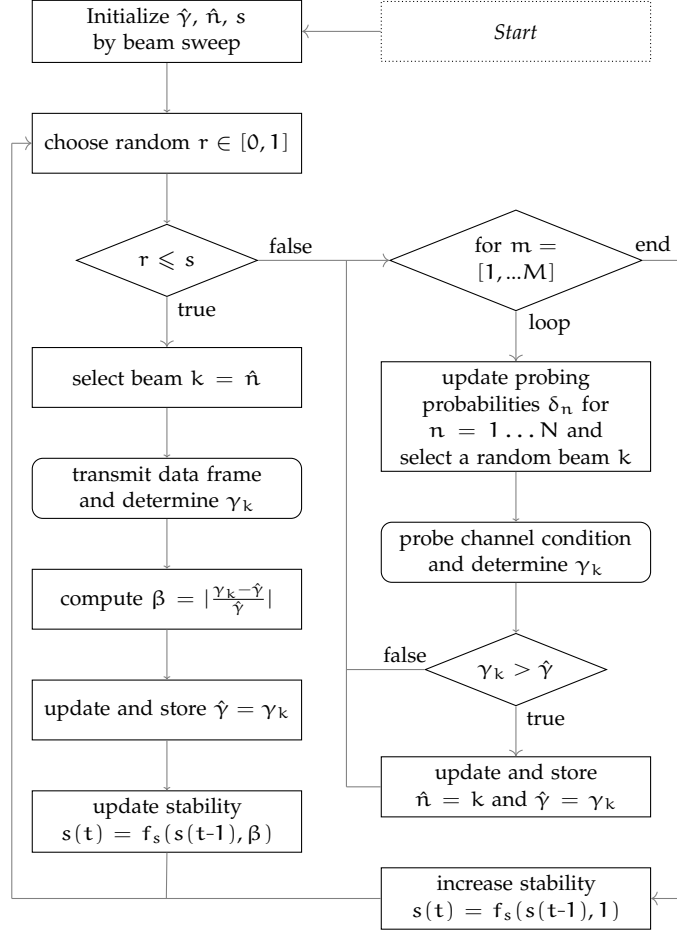 Initialize γ̂, n̂, s
by beam sweep
Start
choose random r ∈ [0, 1]
r ⩽ s
false
true
for m =
[1, ...M]
end
loop
select beam k = n̂
update probing
probabilities δₙ for
n = 1 . . . N and
select a random beam k
transmit data frame
and determine γₖ
probe channel condition
and determine γₖ
compute β = |(γₖ−γ̂)/γ̂|
false
γₖ > γ̂
true
update and store γ̂ = γₖ
update and store
n̂ = k and γ̂ = γₖ
update stability
s(t) = fₛ(s(t-1), β)
increase stability
s(t) = fₛ(s(t-1), 1)